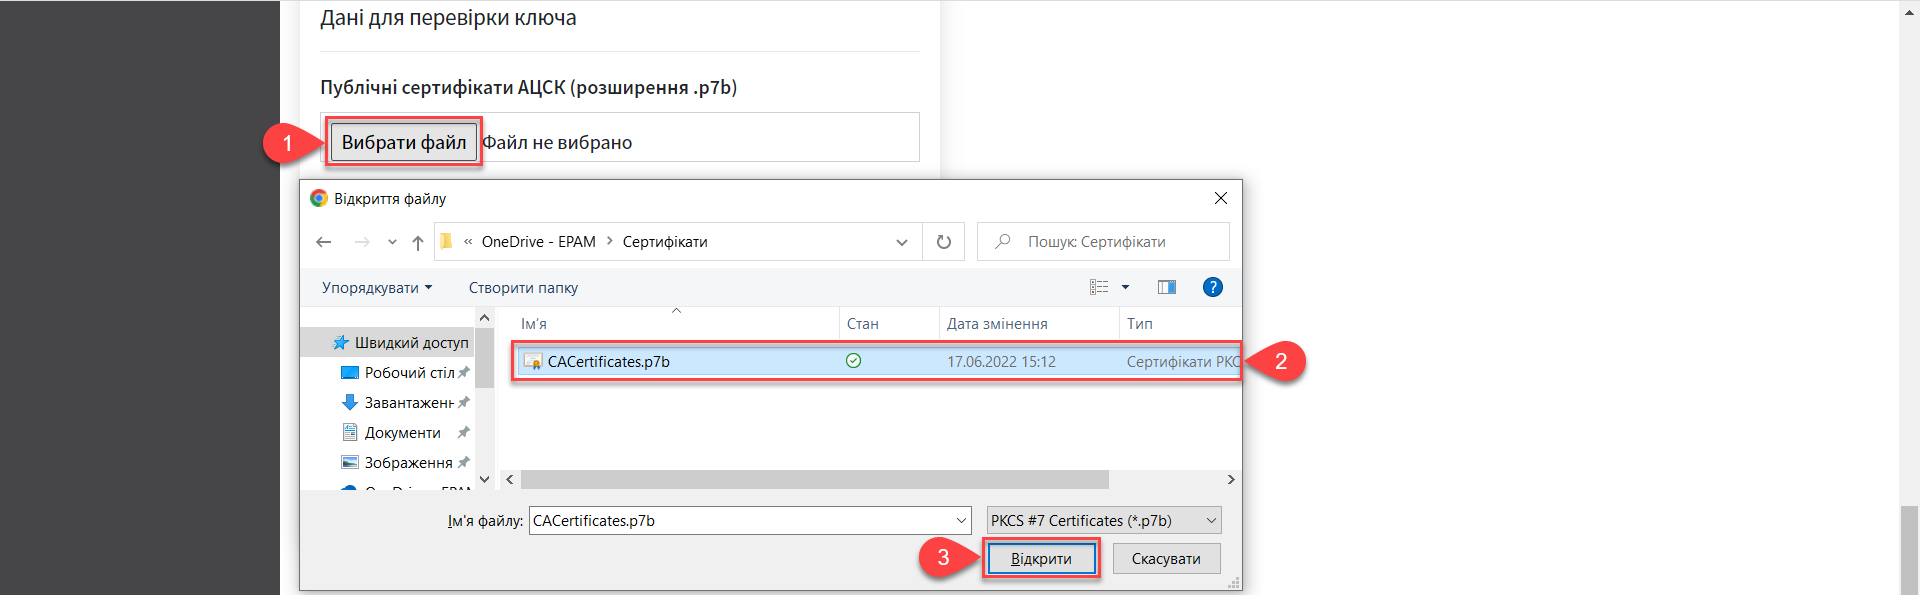 Дані для перевірки ключа
Публічні сертифікати АЦСК (розширення .p7b)
1
Вибрати файл Файл не вибрано
Відкриття файлу
« OneDrive - EPAM > Сертифікати
Пошук: Сертифікати
Упорядкувати
Створити папку
?
Ім'я Стан Дата змінення Тип
Швидкий доступ
CACertificates.p7b 17.06.2022 15:12 Сертифікати PKC
2
Робочий стіл
Завантажен
Документи
Зображення
OneDrive - EPAM
Ім'я файлу: CACertificates.p7b PKCS #7 Certificates (*.p7b)
3
Відкрити Скасувати